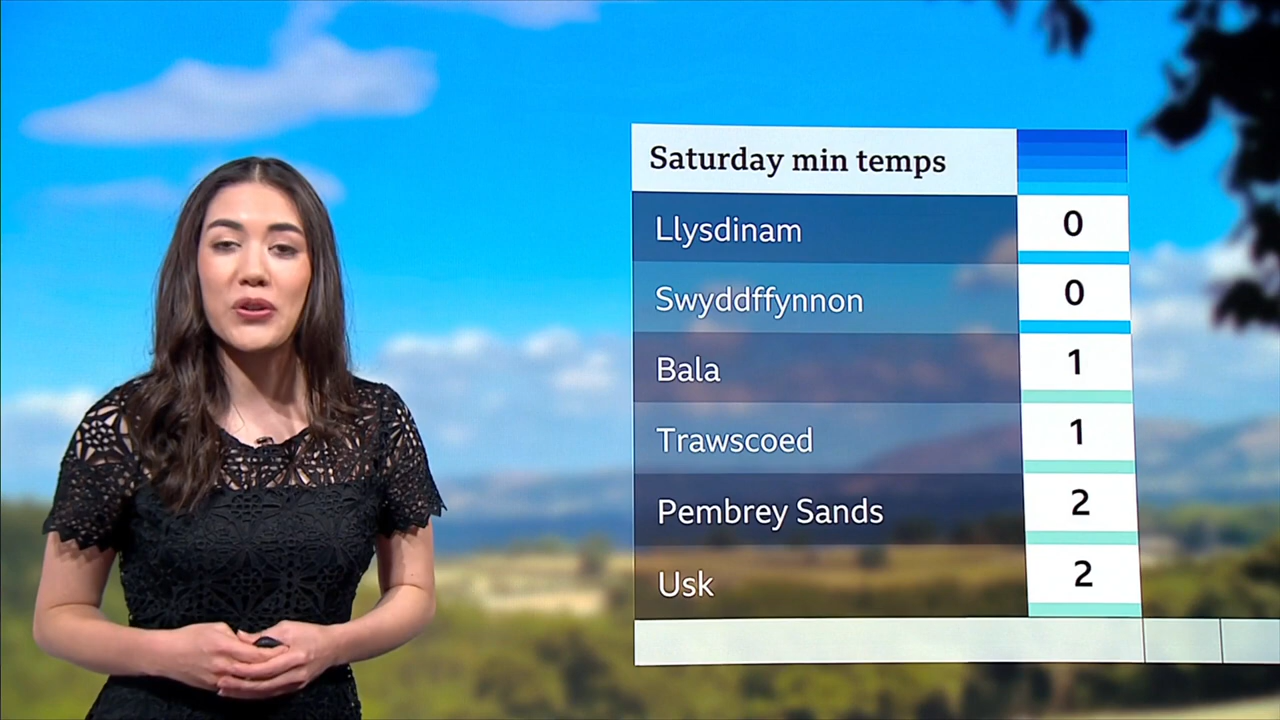 Saturday min temps
Llysdinam 0
Swyddffynnon 0
Bala 1
Trawscoed 1
Pembrey Sands 2
Usk 2